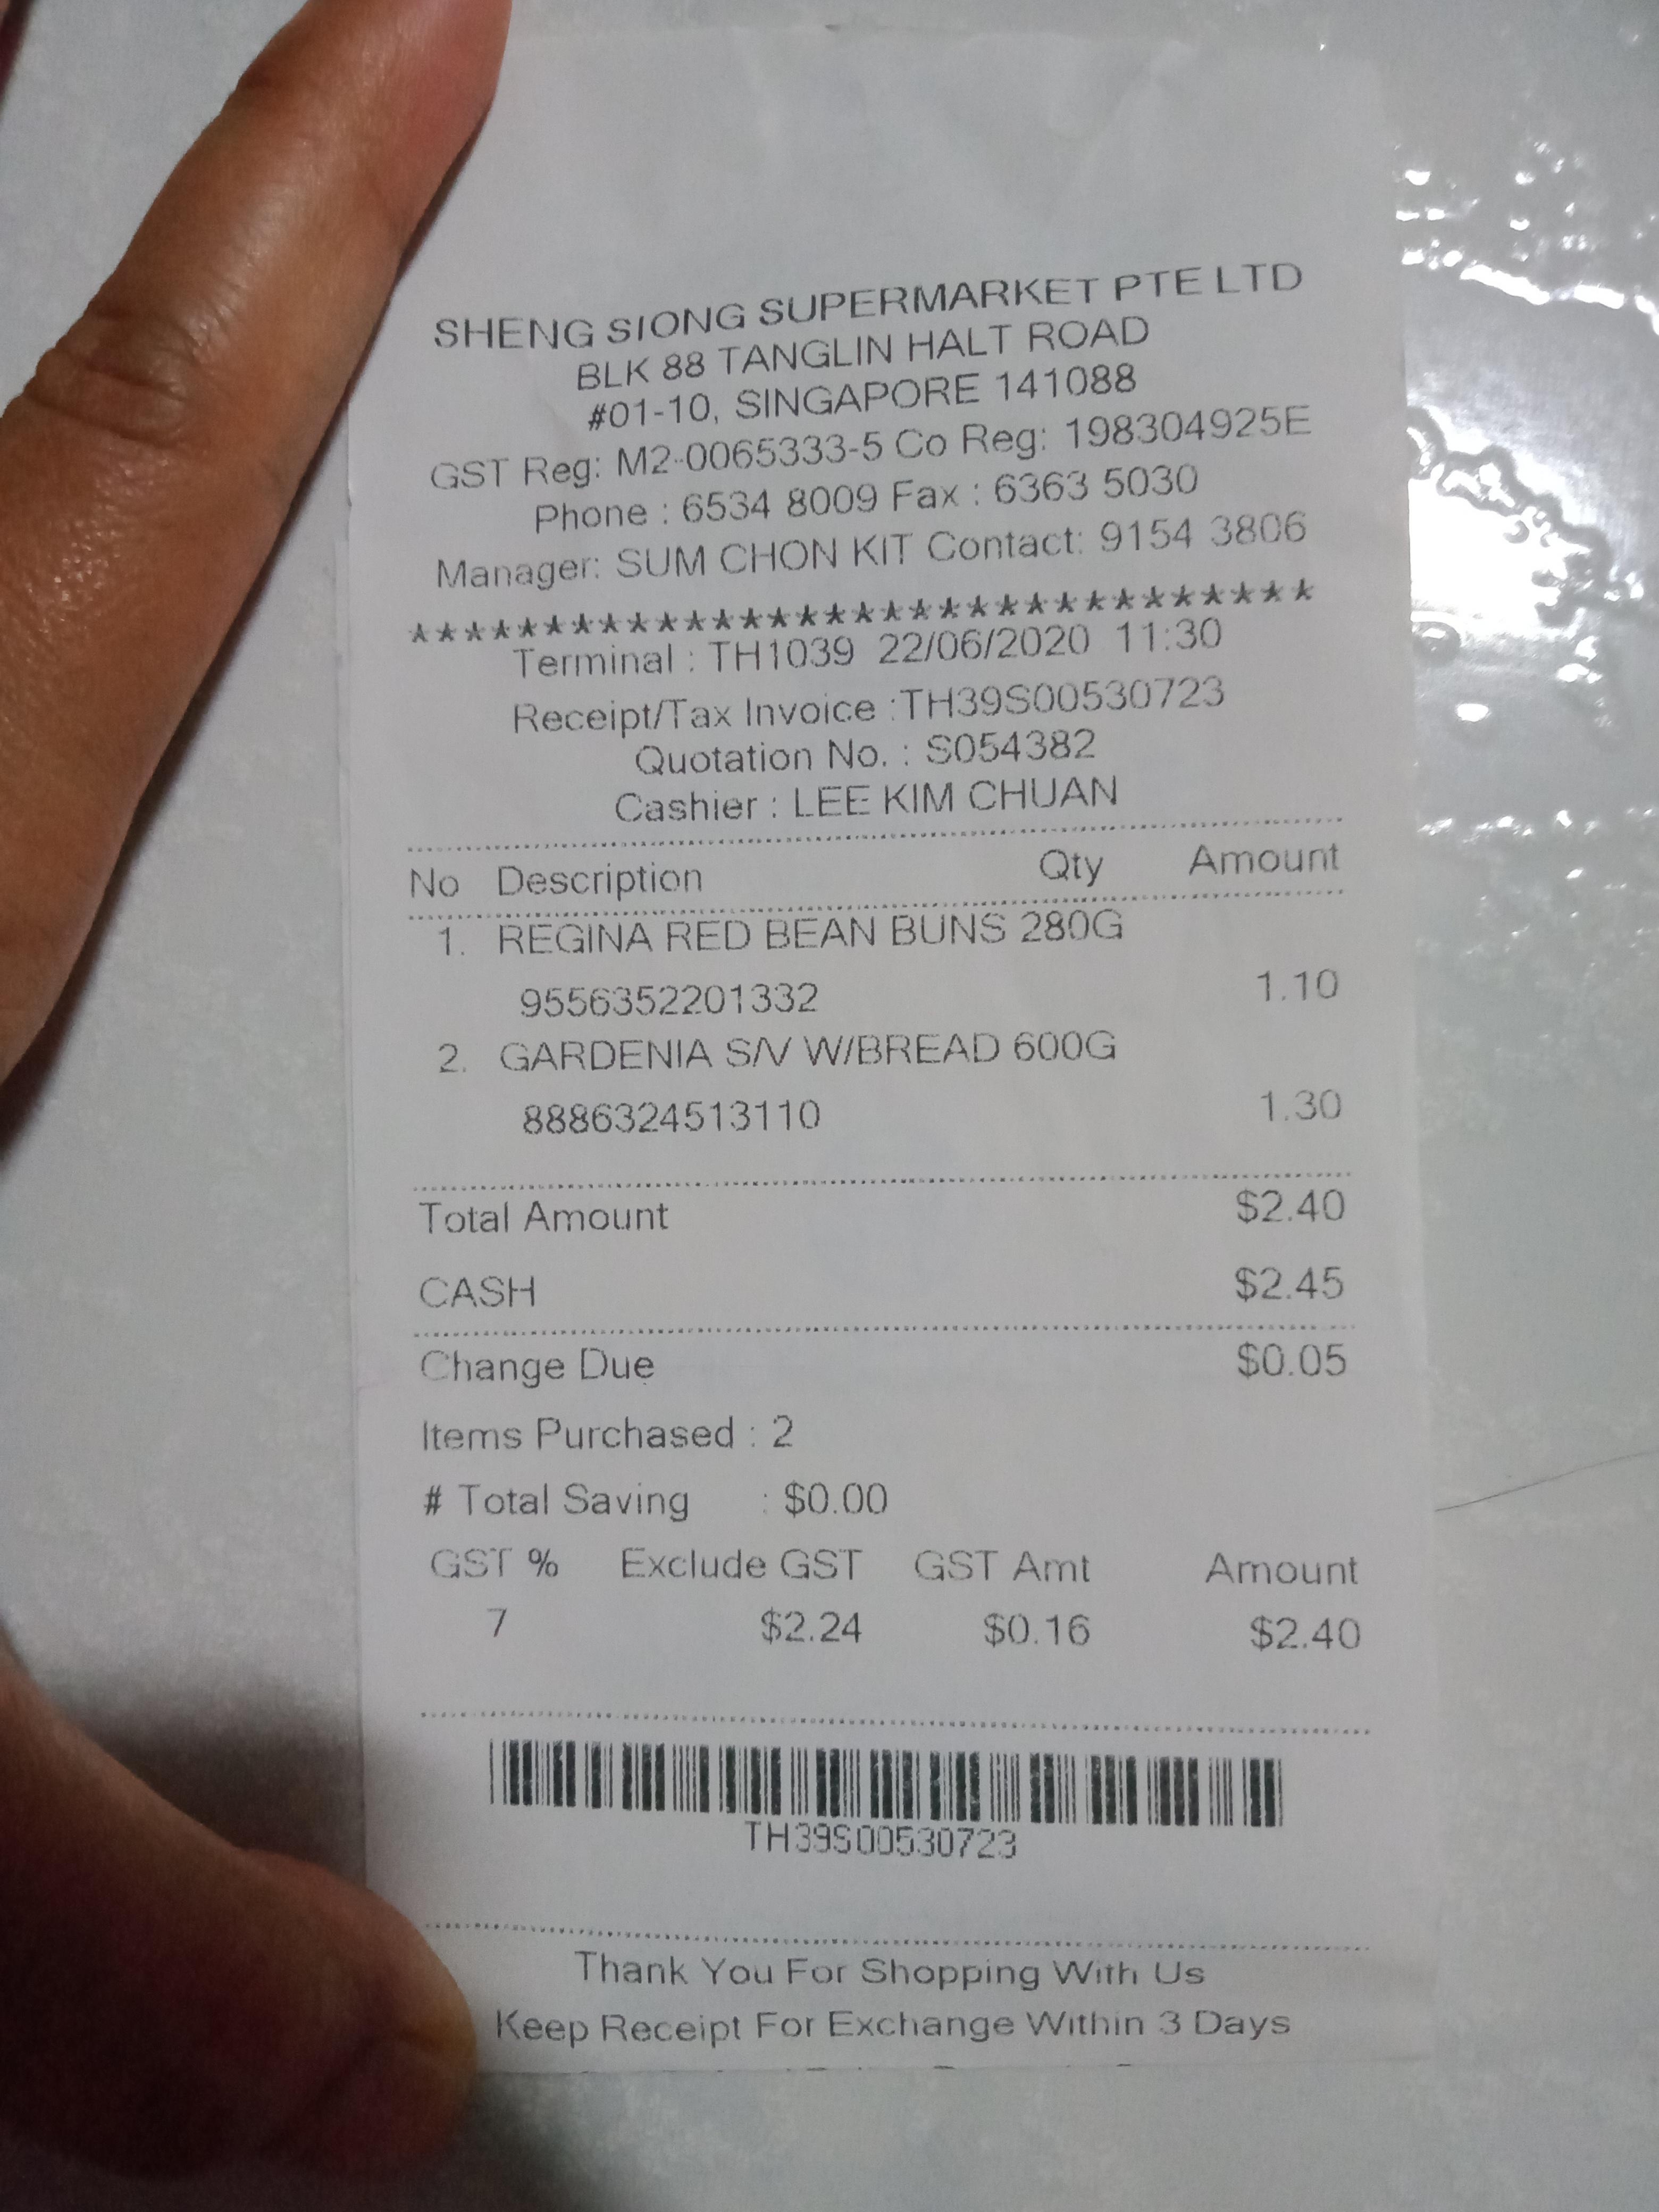 SHENG SIONG SUPERMARKET PTE LTD
BLK 88 TANGLIN HALT ROAD
#01-10, SINGAPORE 141088
GST Reg: M2-0065333-5 Co Reg: 198304925E
Phone : 6534 8009 Fax : 6363 5030
Manager: SUM CHON KIT Contact: 9154 3806
********************************
Terminal : TH1039 22/06/2020 11:30
Receipt/Tax Invoice :TH39S00530723
Quotation No. : S054382
Cashier : LEE KIM CHUAN
No Description Qty Amount
1. REGINA RED BEAN BUNS 280G
9556352201332 1.10
2. GARDENIA S/V W/BREAD 600G
8886324513110 1.30
Total Amount $2.40
CASH $2.45
Change Due $0.05
Items Purchased : 2
# Total Saving : $0.00
GST % Exclude GST GST Amt Amount
7 $2.24 $0.16 $2.40
TH39S00530723
Thank You For Shopping With Us
Keep Receipt For Exchange Within 3 Days